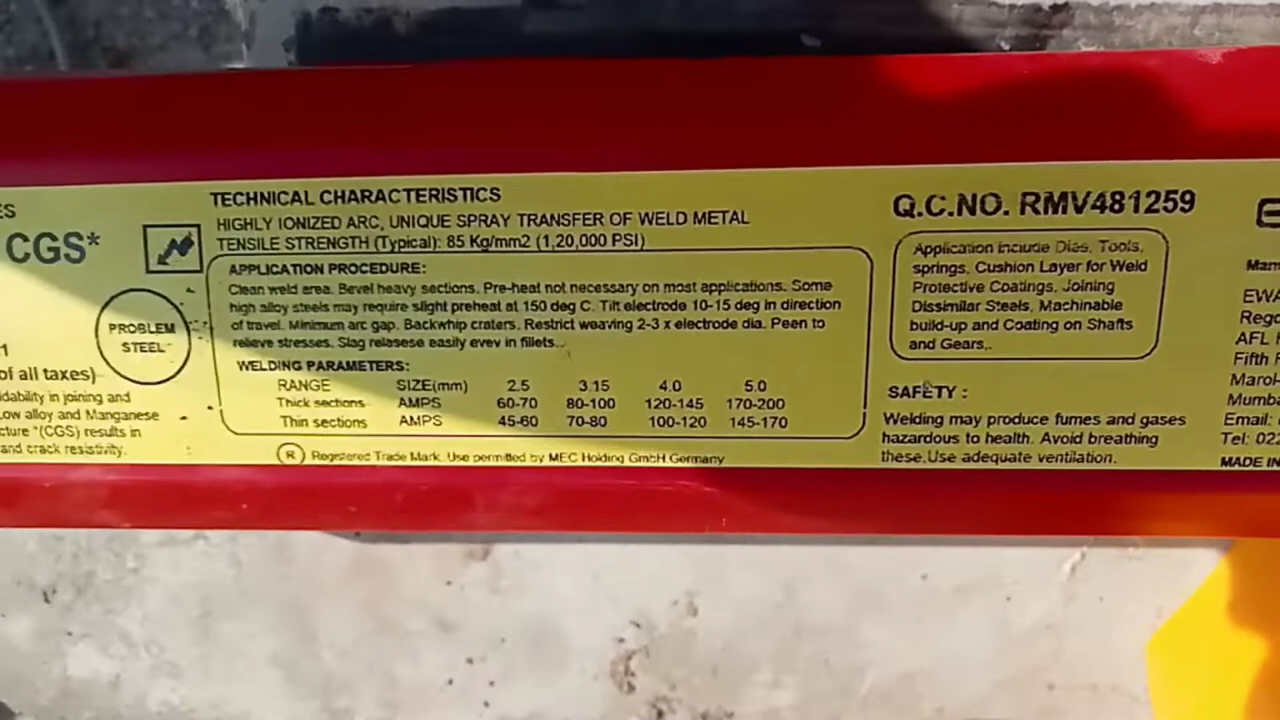 ES
CGS*
PROBLEM
STEEL
1
of all taxes)
idability in joining and
Low alloy and Manganese
cture *(CGS) results in
and crack resistivity.
TECHNICAL CHARACTERISTICS
HIGHLY IONIZED ARC, UNIQUE SPRAY TRANSFER OF WELD METAL
TENSILE STRENGTH (Typical): 85 Kg/mm2 (1,20,000 PSI)
APPLICATION PROCEDURE:
Clean weld area. Bevel heavy sections. Pre-heat not necessary on most applications. Some
high alloy steels may require slight preheat at 150 deg C. Tilt electrode 10-15 deg in direction
of travel. Minimum arc gap. Backwhip craters. Restrict weaving 2-3 x electrode dia. Peen to
relieve stresses. Slag relasese easily evev in fillets..
WELDING PARAMETERS:
RANGE SIZE(mm) 2.5 3.15 4.0 5.0
Thick sections AMPS 60-70 80-100 120-145 170-200
Thin sections AMPS 45-60 70-80 100-120 145-170
® Registered Trade Mark. Use permitted by MEC Holding GmbH.Germany
Q.C.NO. RMV481259
Application include Dias, Tools,
springs, Cushion Layer for Weld
Protective Coatings, Joining
Dissimilar Steels, Machinable
build-up and Coating on Shafts
and Gears,.
SAFETY :
Welding may produce fumes and gases
hazardous to health. Avoid breathing
these.Use adequate ventilation.
Man
EWA
Rego
AFL
Fifth
Marol-
Mumba
Email:
Tel: 022
MADE IN